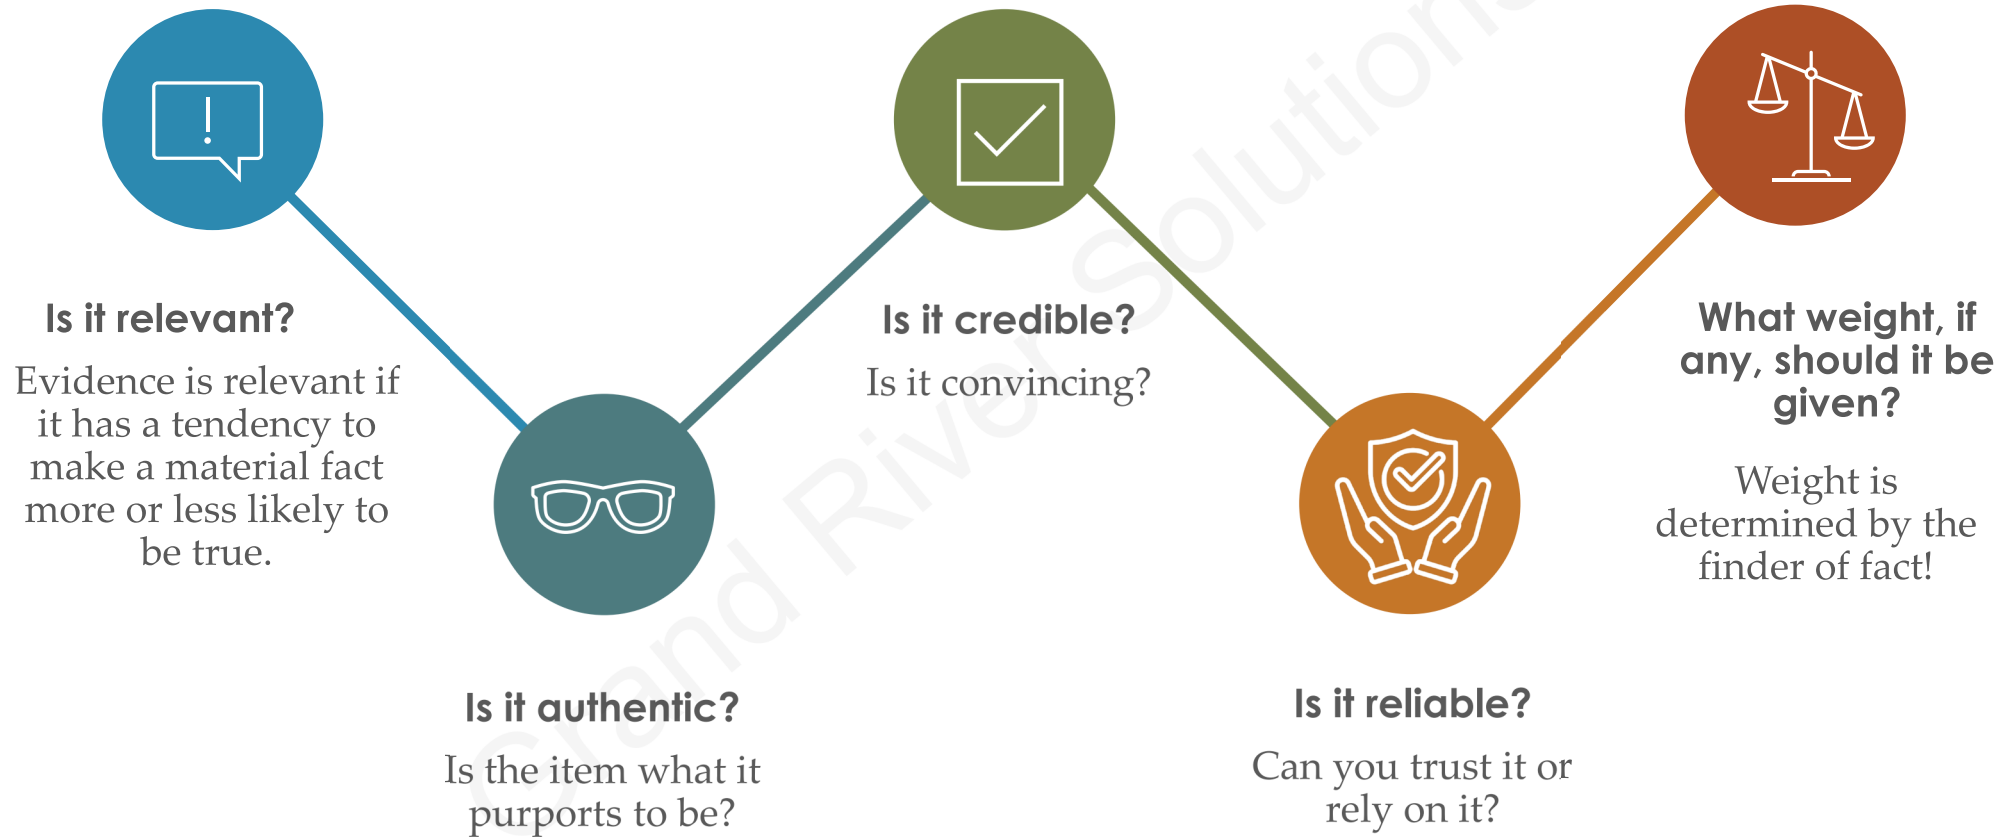 Is it relevant?
Evidence is relevant if
it has a tendency to
make a material fact
more or less likely to
be true.
Is it authentic?
Is the item what it
purports to be?
Is it credible?
Is it convincing?
Is it reliable?
Can you trust it or
rely on it?
What weight, if
any, should it be
given?
Weight is
determined by the
finder of fact!
Grand River Solutions